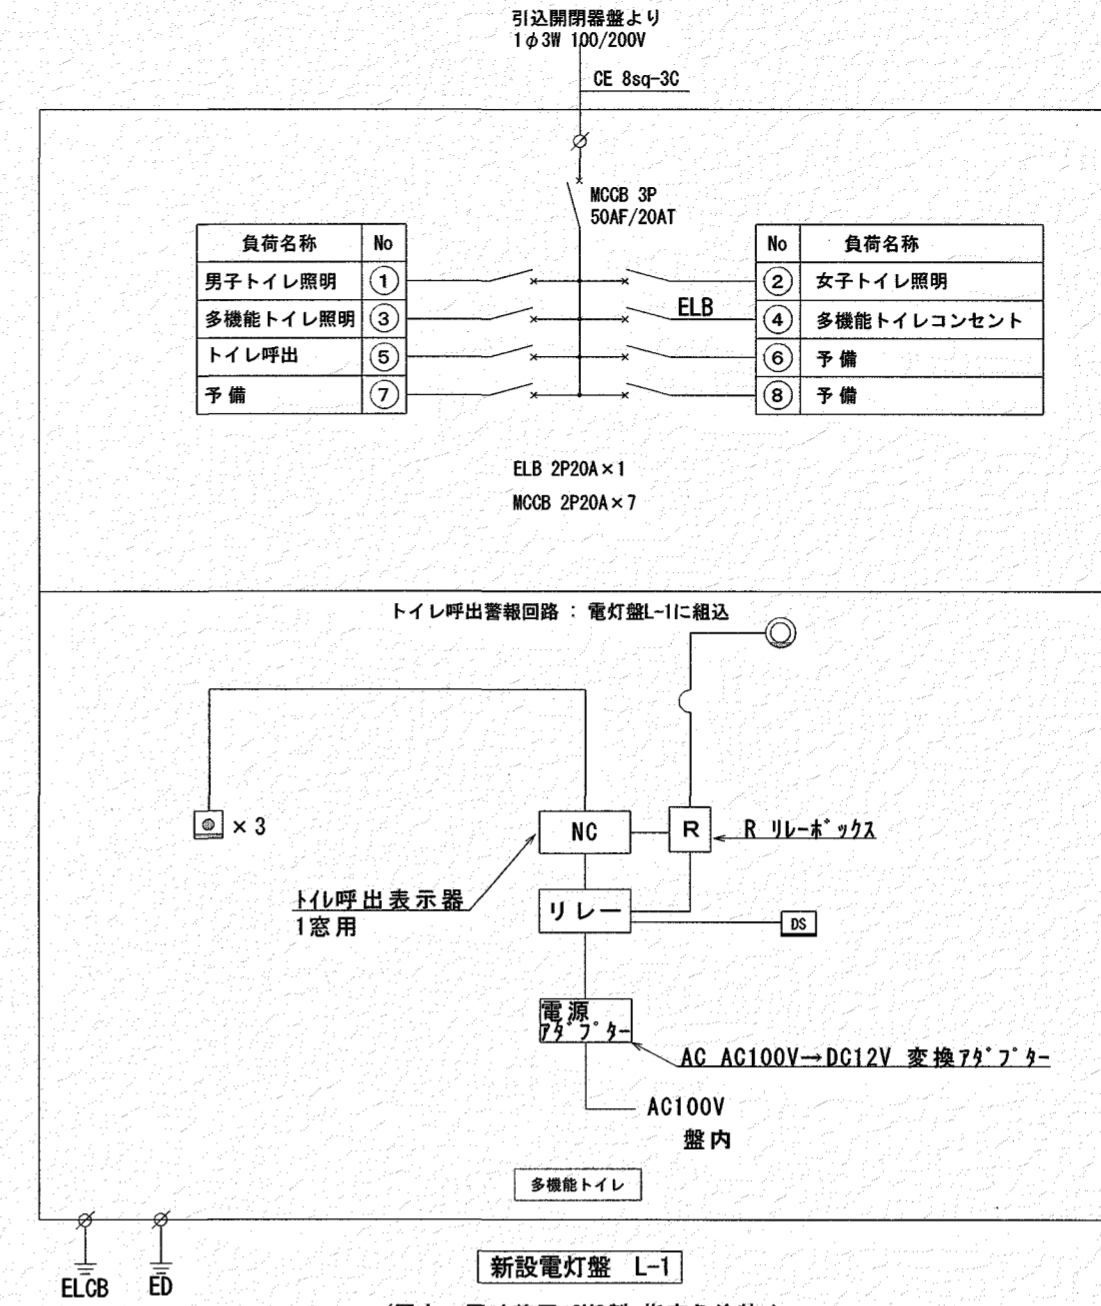 引込開閉器盤より
1φ3W 100/200V
CE 8sq-3C
MCCB 3P
50AF/20AT
負荷名称 No
男子トイレ照明 1
多機能トイレ照明 3
トイレ呼出 5
予備 7
No 負荷名称
2 女子トイレ照明
ELB
4 多機能トイレコンセント
6 予備
8 予備
ELB 2P20A×1
MCCB 2P20A×7
トイレ呼出警報回路 : 電灯盤L-1に組込
×3
NC
R
R リレーボックス
トイレ呼出表示器
1窓用
リレー
DS
電源
アダプター
AC AC100V→DC12V 変換アダプター
AC100V
盤内
多機能トイレ
ELCB
ED
新設電灯盤 L-1